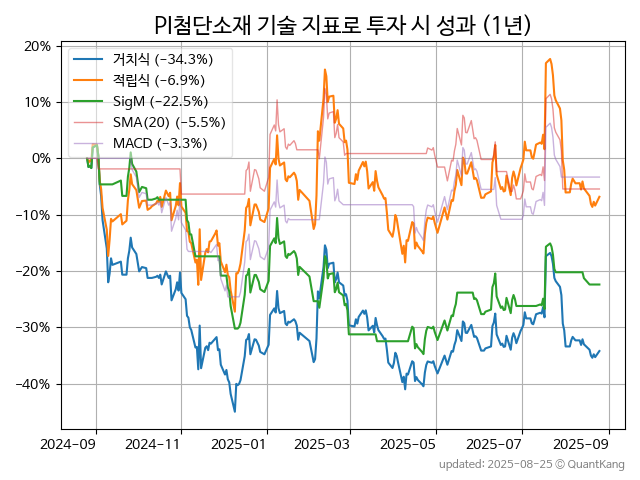 PI첨단소재 기술 지표로 투자 시 성과 (1년)
20%
10%
0%
−10%
−20%
−30%
−40%
거치식 (−34.3%)
적립식 (−6.9%)
SigM (−22.5%)
SMA(20) (−5.5%)
MACD (−3.3%)
2024-09 2024-11 2025-01 2025-03 2025-05 2025-07 2025-09
updated: 2025-08-25 © QuantKang